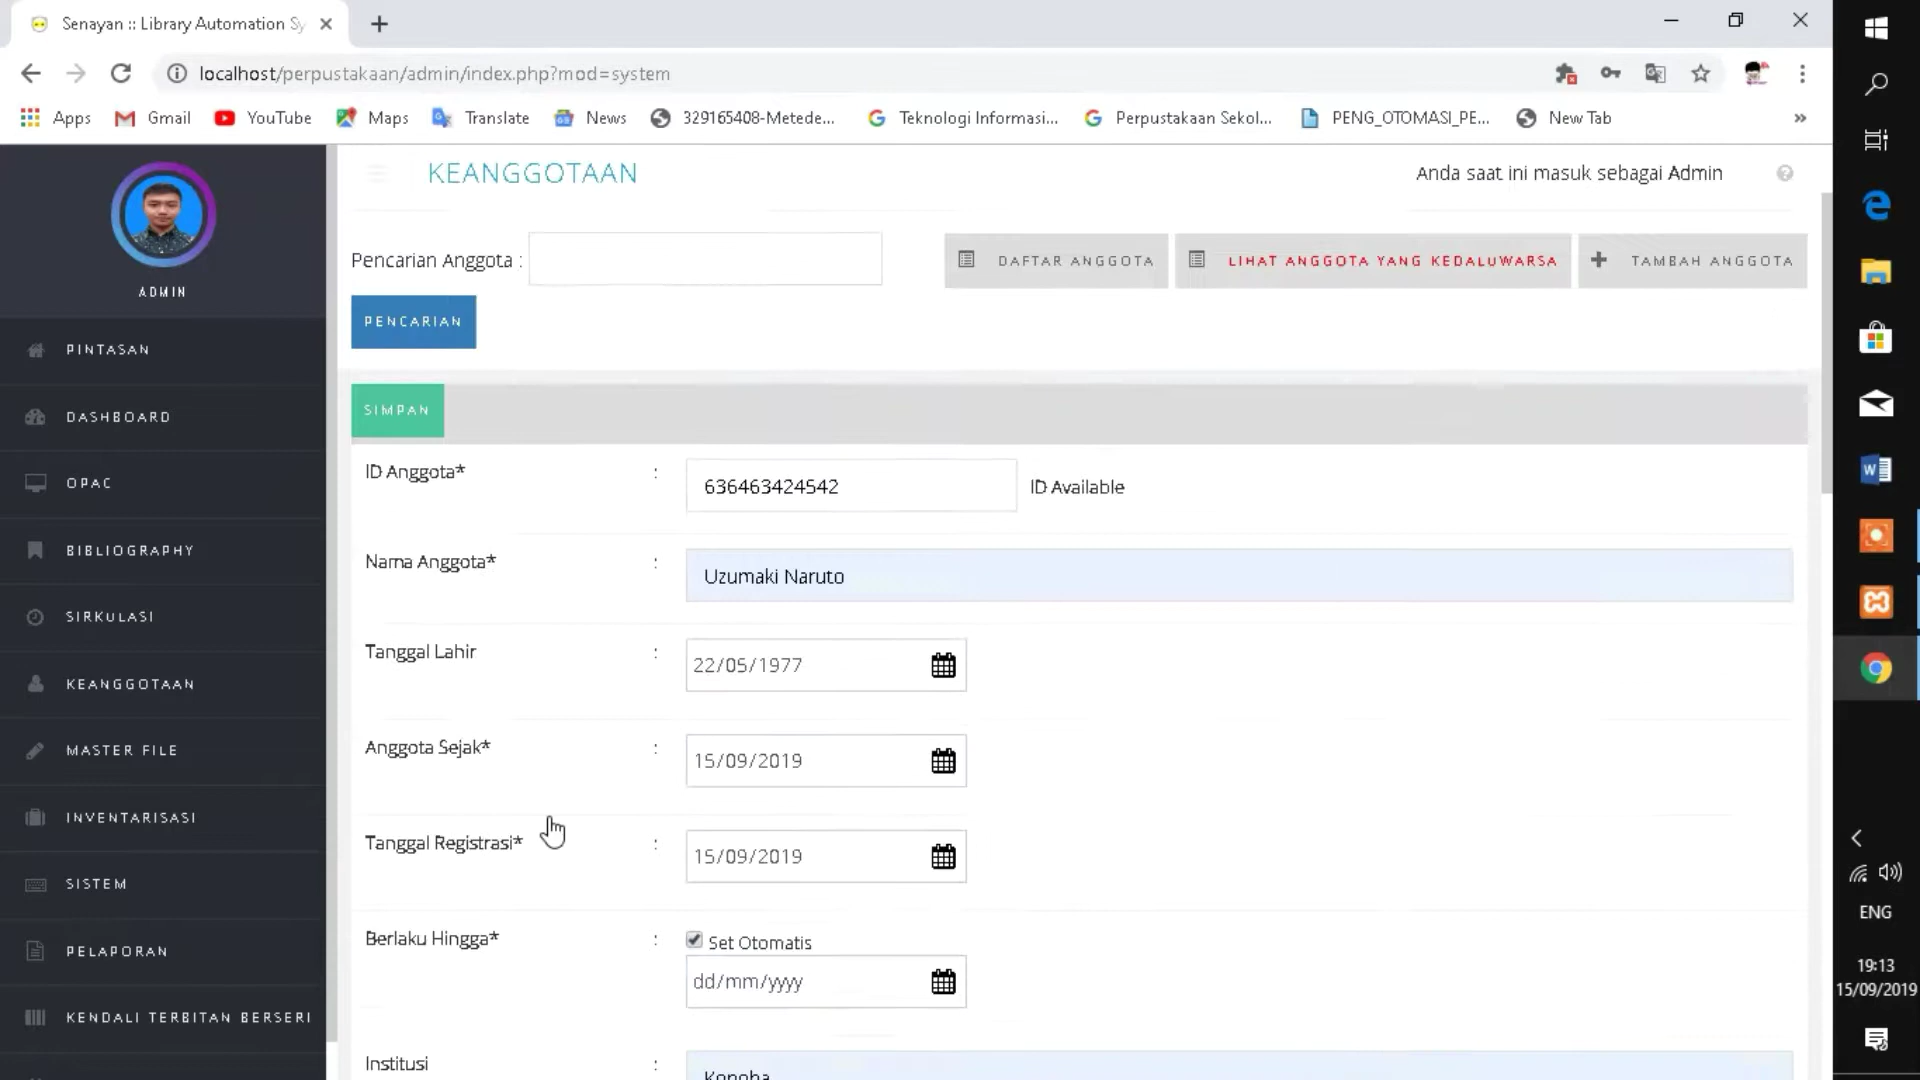 Senayan :: Library Automation Sy
localhost/perpustakaan/admin/index.php?mod=system
Apps Gmail YouTube Maps Translate News 329165408-Metede... Teknologi Informasi... Perpustakaan Sekol... PENG_OTOMASI_PE... New Tab »
KEANGGOTAAN
Anda saat ini masuk sebagai Admin
ADMIN
PINTASAN
DASHBOARD
OPAC
BIBLIOGRAPHY
SIRKULASI
KEANGGOTAAN
MASTER FILE
INVENTARISASI
SISTEM
PELAPORAN
KENDALI TERBITAN BERSERI
Pencarian Anggota :
DAFTAR ANGGOTA
LIHAT ANGGOTA YANG KEDALUWARSA
TAMBAH ANGGOTA
PENCARIAN
SIMPAN
ID Anggota* : 636463424542 ID Available
Nama Anggota* : Uzumaki Naruto
Tanggal Lahir : 22/05/1977
Anggota Sejak* : 15/09/2019
Tanggal Registrasi* : 15/09/2019
Berlaku Hingga* : Set Otomatis
dd/mm/yyyy
Institusi : Konoha
ENG
19:13
15/09/2019